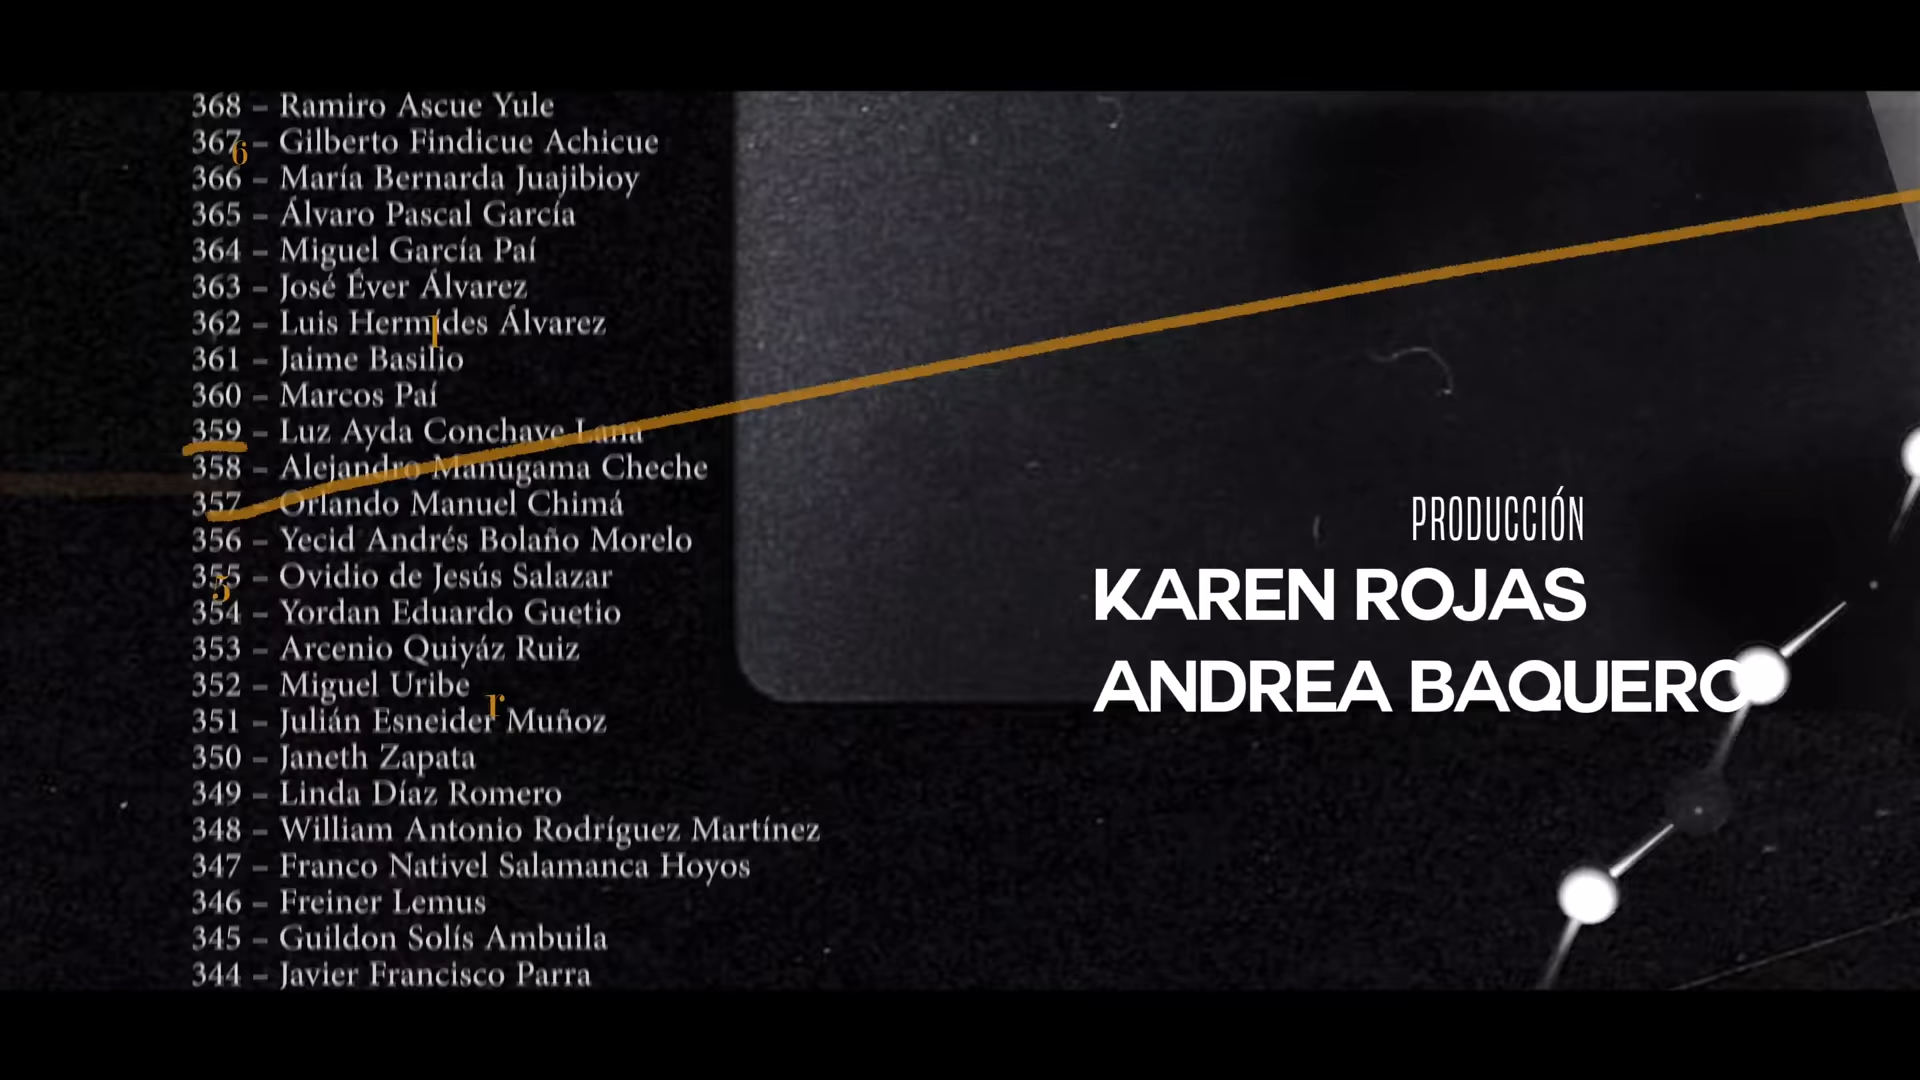 368 – Ramiro Ascue Yule
367 – Gilberto Findicue Achicue
6
366 – María Bernarda Juajibioy
365 – Álvaro Pascal García
364 – Miguel García Paí
363 – José Éver Álvarez
362 – Luis Hermídes Álvarez
l
361 – Jaime Basilio
360 – Marcos Paí
359 – Luz Ayda Conchave Lana
358 – Alejandro Manugama Cheche
357 – Orlando Manuel Chimá
356 – Yecid Andrés Bolaño Morelo
355 – Ovidio de Jesús Salazar
5
354 – Yordan Eduardo Guetio
353 – Arcenio Quiyáz Ruiz
352 – Miguel Uribe
r
351 – Julián Esneider Muñoz
350 – Janeth Zapata
349 – Linda Díaz Romero
348 – William Antonio Rodríguez Martínez
347 – Franco Nativel Salamanca Hoyos
346 – Freiner Lemus
345 – Guildon Solís Ambuila
344 – Javier Francisco Parra
PRODUCCIÓN
KAREN ROJAS
ANDREA BAQUERO